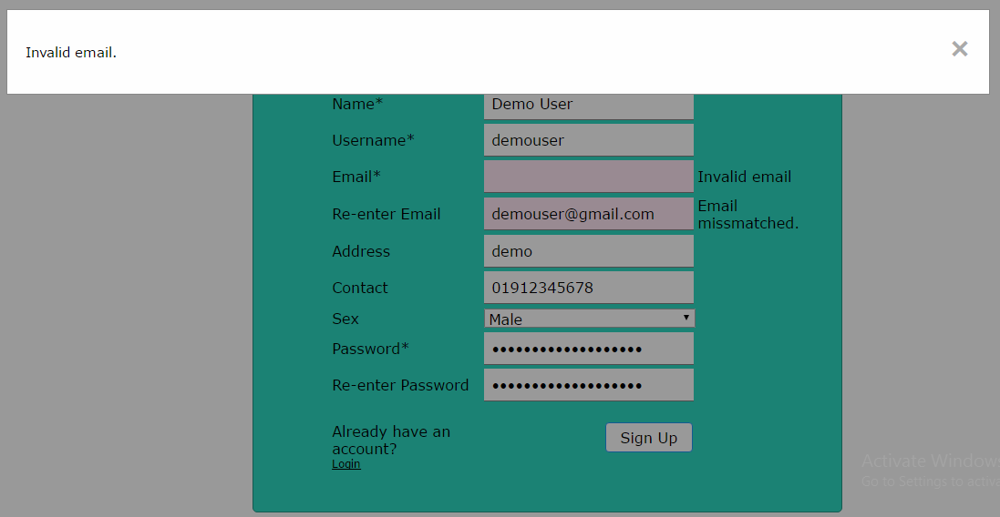 Invalid email.
Name* Demo User
Username* demouser
Email* Invalid email
Re-enter Email demouser@gmail.com Email
missmatched.
Address demo
Contact 01912345678
Sex Male
Password* •••••••••••••••••••
Re-enter Password •••••••••••••••••••
Already have an
account?
Sign Up
Login
Activate Window
Go to Settings to activa